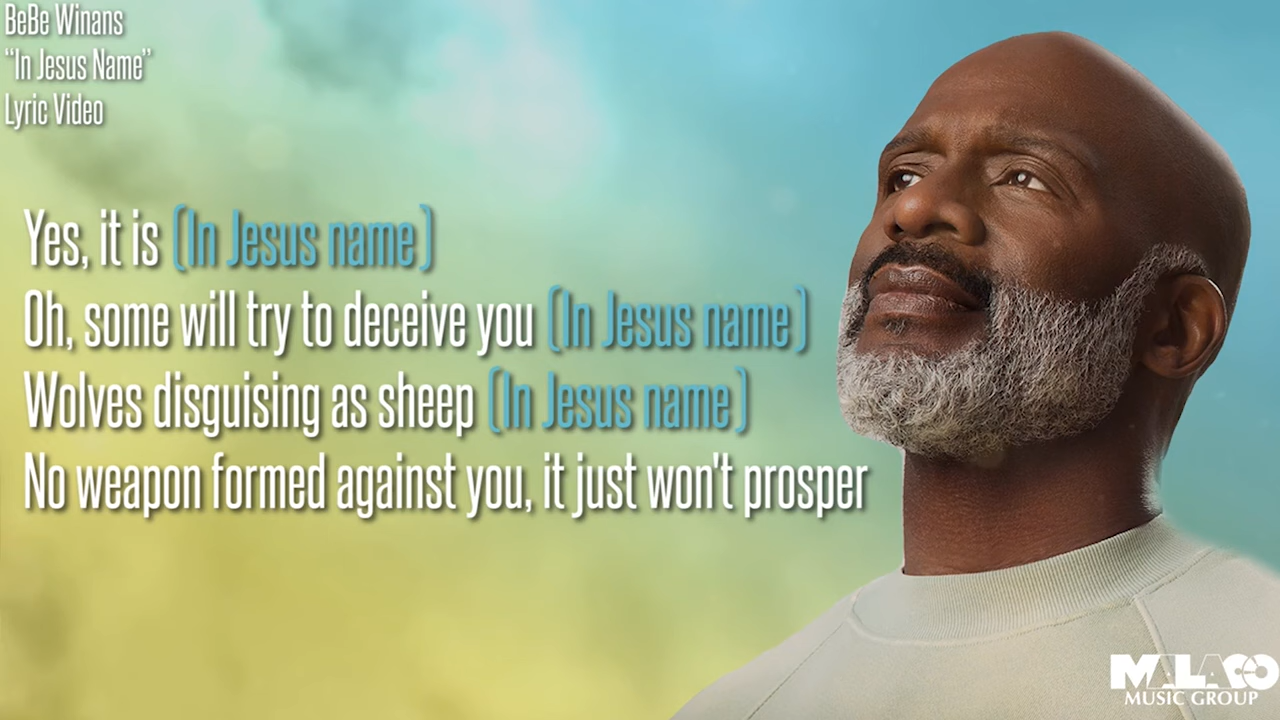 BeBe Winans
“In Jesus Name”
Lyric Video
Yes, it is (In Jesus name)
Oh, some will try to deceive you (In Jesus name)
Wolves disguising as sheep (In Jesus name)
No weapon formed against you, it just won't prosper
MALACO
MUSIC GROUP